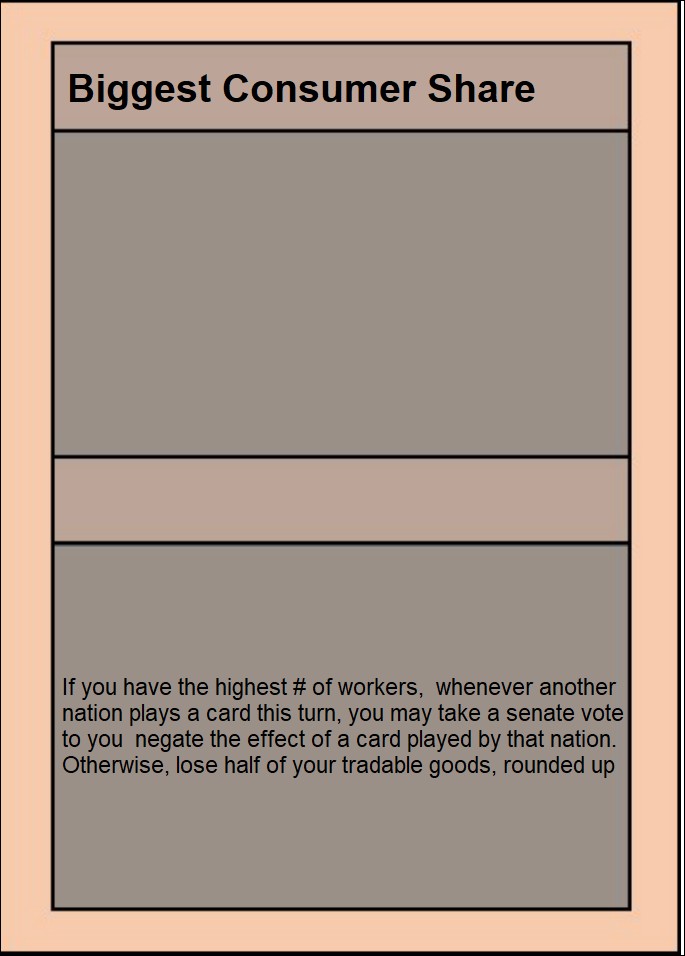 Biggest Consumer Share
If you have the highest # of workers,  whenever another
nation plays a card this turn, you may take a senate vote
to you  negate the effect of a card played by that nation.
Otherwise, lose half of your tradable goods, rounded up